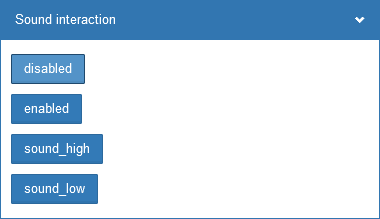 Sound interaction
disabled
enabled
sound_high
sound_low